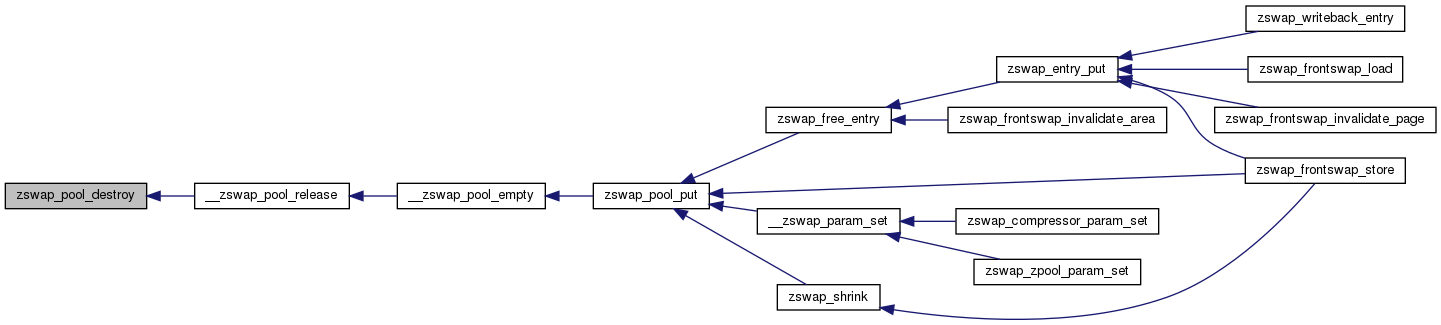 zswap_writeback_entry
zswap_entry_put
zswap_frontswap_load
zswap_free_entry
zswap_frontswap_invalidate_area
zswap_frontswap_invalidate_page
zswap_pool_destroy
__zswap_pool_release
__zswap_pool_empty
zswap_pool_put
zswap_frontswap_store
__zswap_param_set
zswap_compressor_param_set
zswap_zpool_param_set
zswap_shrink